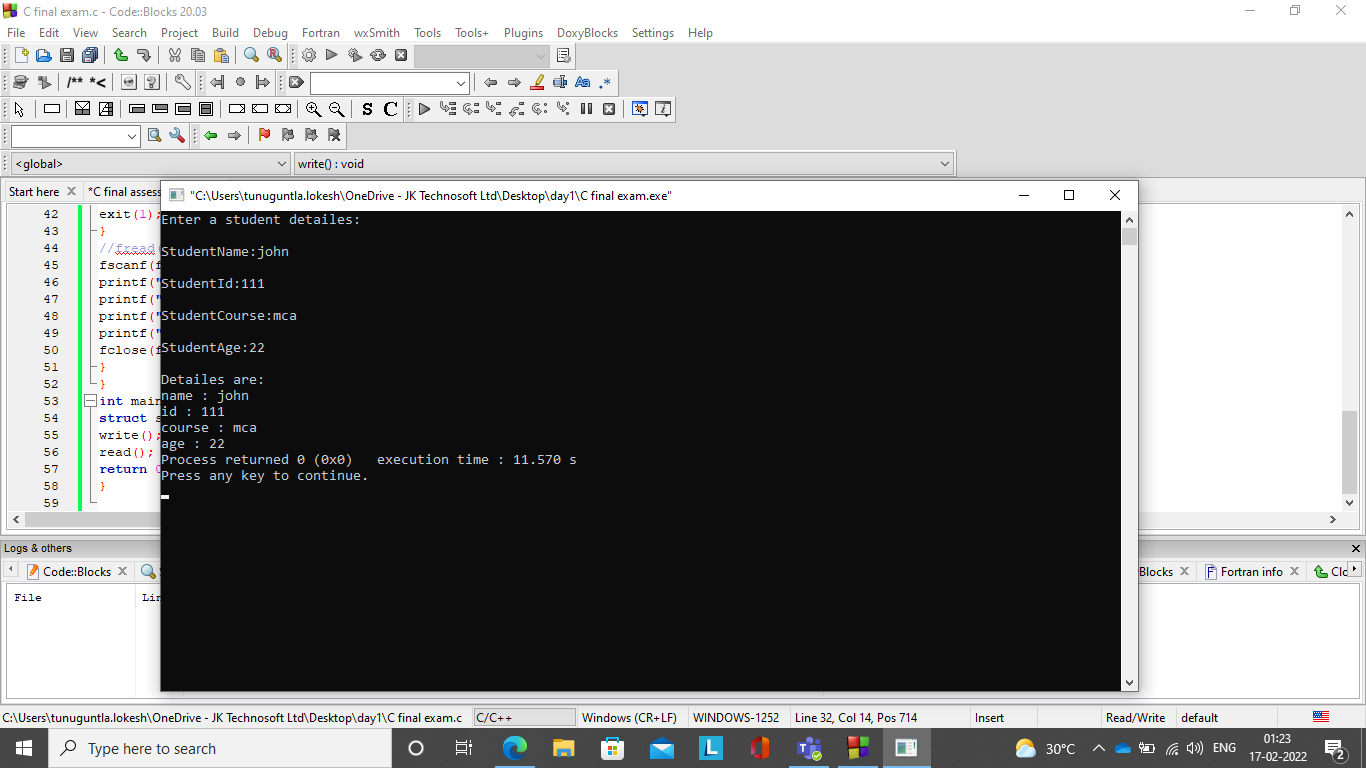 C final exam.c - Code::Blocks 20.03
File Edit View Search Project Build Debug Fortran wxSmith Tools Tools+ Plugins DoxyBlocks Settings Help
/** *<
Aa .*
S C
<global> write() : void
Start here *C final assess
"C:\Users\tunuguntla.lokesh\OneDrive - JK Technosoft Ltd\Desktop\day1\C final exam.exe"
Enter a student detailes:
StudentName:john
StudentId:111
StudentCourse:mca
StudentAge:22
Detailes are:
name : john
id : 111
course : mca
age : 22
Process returned 0 (0x0) execution time : 11.570 s
Press any key to continue.
42 exit(1);
43 }
44 //fread
45 fscanf(f
46 printf("
47 printf("
48 printf("
49 printf("
50 fclose(f
51 }
52 }
53 int main
54 struct s
55 write();
56 read();
57 return 0
58 }
59
Logs & others
Code::Blocks Blocks Fortran info Clo
File Lin
C:\Users\tunuguntla.lokesh\OneDrive - JK Technosoft Ltd\Desktop\day1\C final exam.c C/C++ Windows (CR+LF) WINDOWS-1252 Line 32, Col 14, Pos 714 Insert Read/Write default
Type here to search L 30°C ENG 01:23
17-02-2022 2